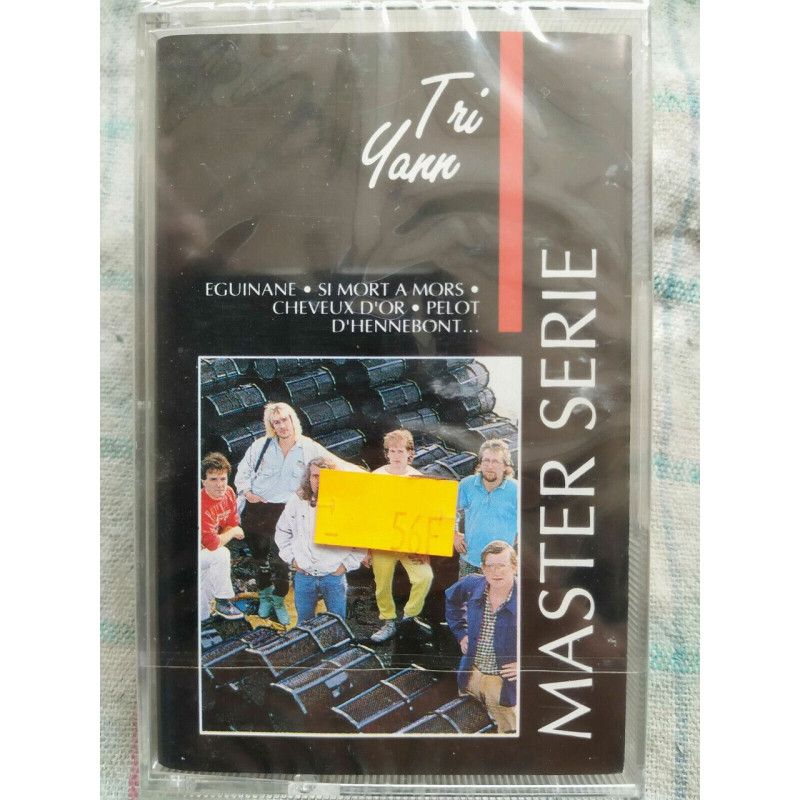 Tri
Yann
EGUINANE • SI MORT A MORS •
CHEVEUX D'OR • PELOT
D'HENNEBONT...
MASTER SERIE
56F